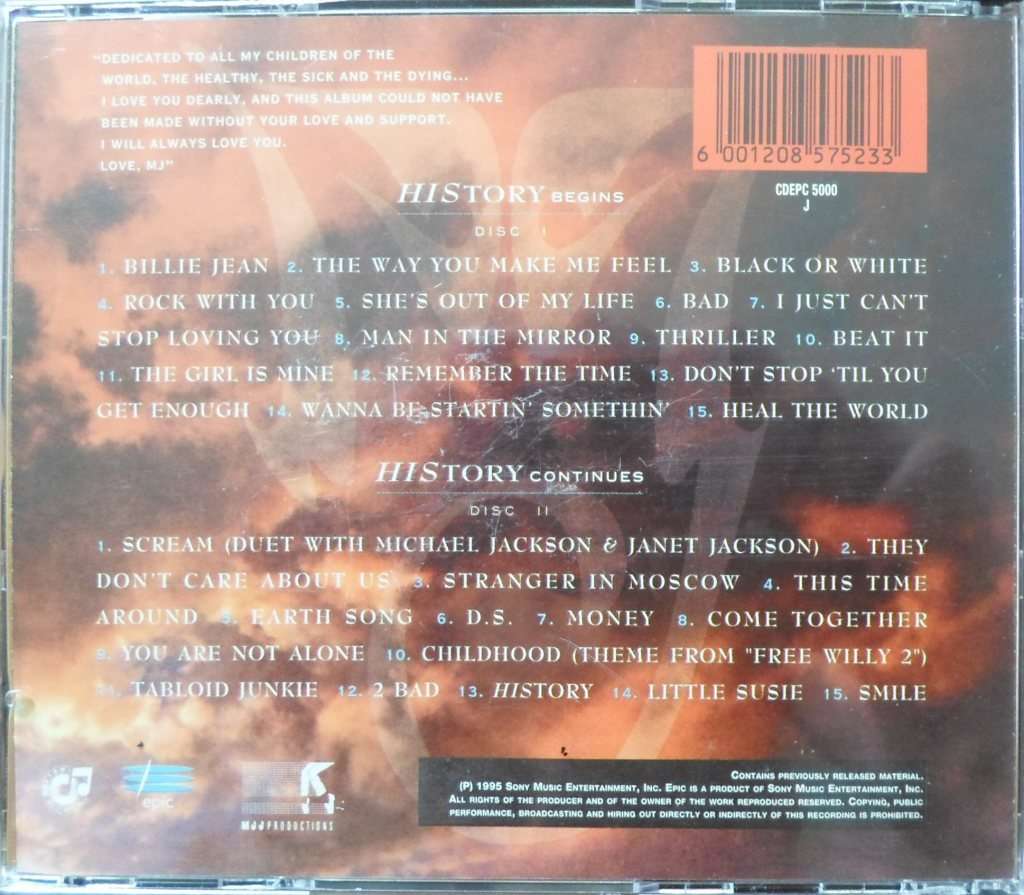 “DEDICATED TO ALL MY CHILDREN OF THE
WORLD, THE HEALTHY, THE SICK AND THE DYING...
I LOVE YOU DEARLY, AND THIS ALBUM COULD NOT HAVE
BEEN MADE WITHOUT YOUR LOVE AND SUPPORT.
I WILL ALWAYS LOVE YOU.
LOVE, MJ”
6 001208 575233
CDEPC 5000
J
HISTORY BEGINS
DISC I
1. BILLIE JEAN 2. THE WAY YOU MAKE ME FEEL 3. BLACK OR WHITE
4. ROCK WITH YOU 5. SHE'S OUT OF MY LIFE 6. BAD 7. I JUST CAN'T
STOP LOVING YOU 8. MAN IN THE MIRROR 9. THRILLER 10. BEAT IT
11. THE GIRL IS MINE 12. REMEMBER THE TIME 13. DON'T STOP ‘TIL YOU
GET ENOUGH 14. WANNA BE STARTIN' SOMETHIN' 15. HEAL THE WORLD
HISTORY CONTINUES
DISC II
1. SCREAM (DUET WITH MICHAEL JACKSON & JANET JACKSON) 2. THEY
DON'T CARE ABOUT US 3. STRANGER IN MOSCOW 4. THIS TIME
AROUND 5. EARTH SONG 6. D.S. 7. MONEY 8. COME TOGETHER
9. YOU ARE NOT ALONE 10. CHILDHOOD (THEME FROM "FREE WILLY 2")
11. TABLOID JUNKIE 12. 2 BAD 13. HISTORY 14. LITTLE SUSIE 15. SMILE
epic
MJJ PRODUCTIONS
CONTAINS PREVIOUSLY RELEASED MATERIAL.
(P) 1995 SONY MUSIC ENTERTAINMENT, INC. EPIC IS A PRODUCT OF SONY MUSIC ENTERTAINMENT, INC.
ALL RIGHTS OF THE PRODUCER AND OF THE OWNER OF THE WORK REPRODUCED RESERVED. COPYING, PUBLIC
PERFORMANCE, BROADCASTING AND HIRING OUT DIRECTLY OR INDIRECTLY OF THIS RECORDING IS PROHIBITED.